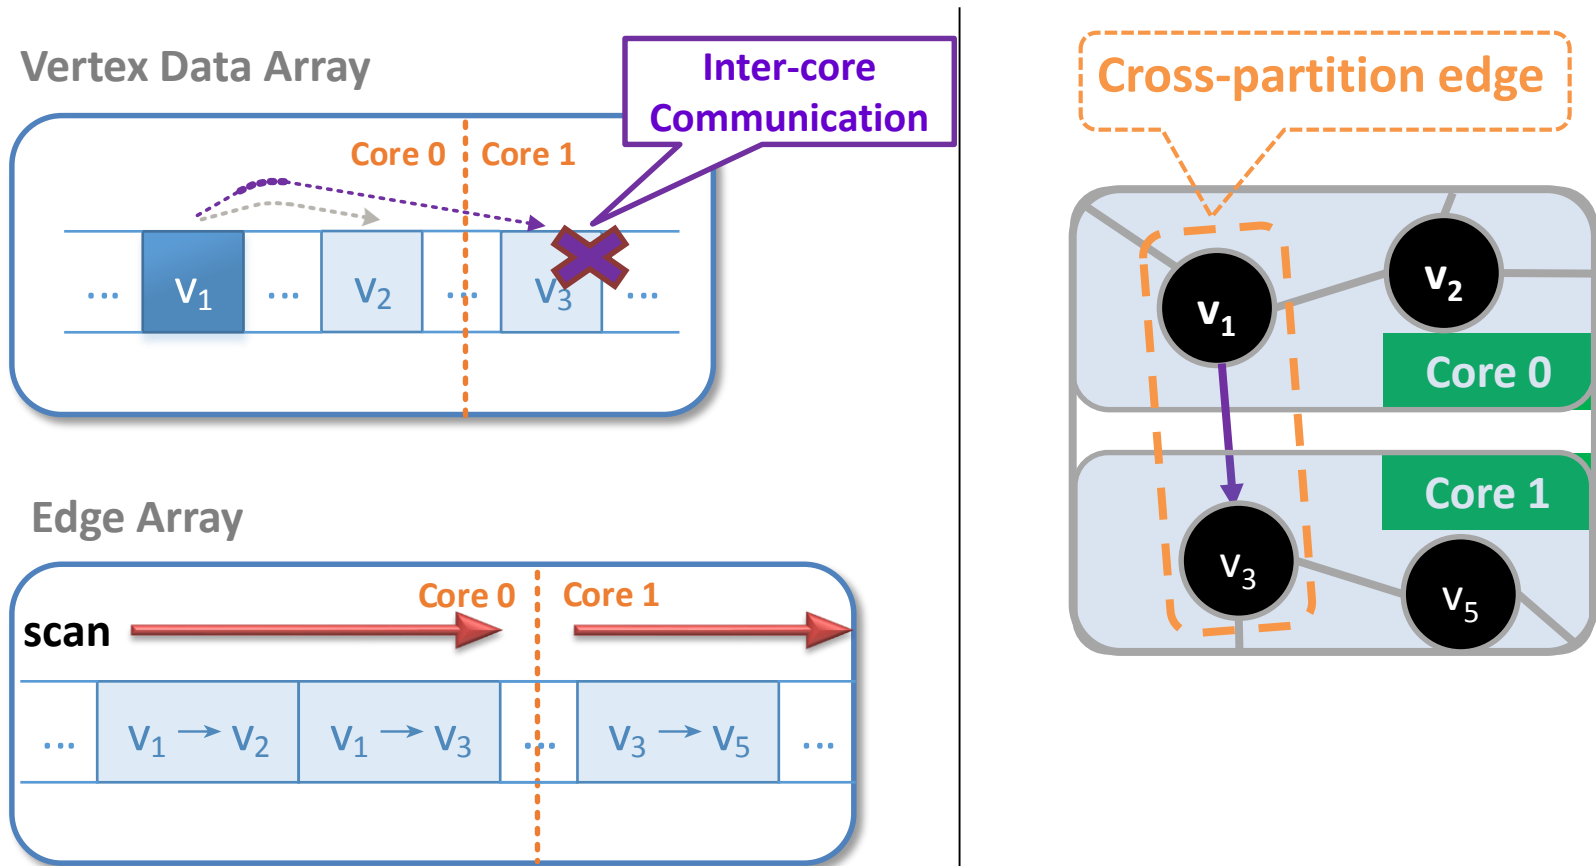 Vertex Data Array
Inter-core
Communication
Core 0 Core 1
... v₁ ... v₂ ... v₃ ...
Edge Array
Core 0 Core 1
scan
... v₁ → v₂ v₁ → v₃ ... v₃ → v₅ ...
Cross-partition edge
v₁
v₂
Core 0
Core 1
v₃
v₅